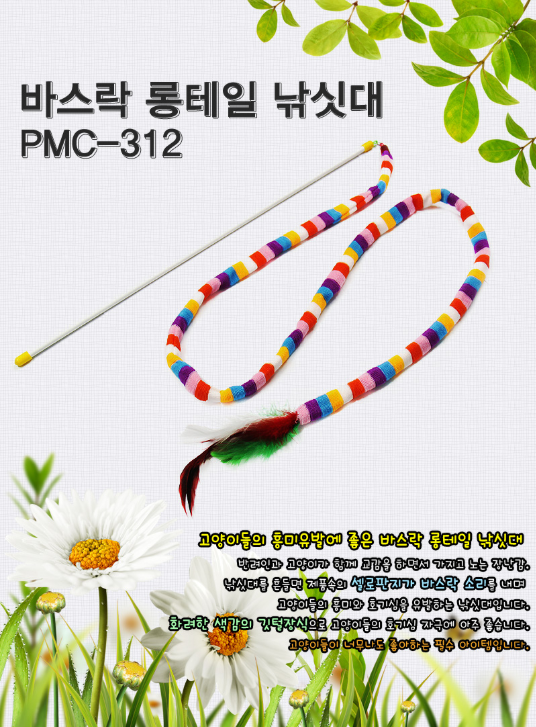 바스락 롱테일 낚싯대
PMC-312
고양이들의 흥미유발에 좋은 바스락 롱테일 낚싯대
반려인과 고양이가 함께 교감을 하면서 가지고 노는 장난감.
낚싯대를 흔들면 제품속의 셀로판지가 바스락 소리를 내며
고양이들의 흥미와 호기심을 유발하는 낚싯대입니다.
화려한 색감의 깃털장식으로 고양이들의 호기심 자극에 아주 좋습니다.
고양이들이 너무나도 좋아하는 필수 아이템입니다.